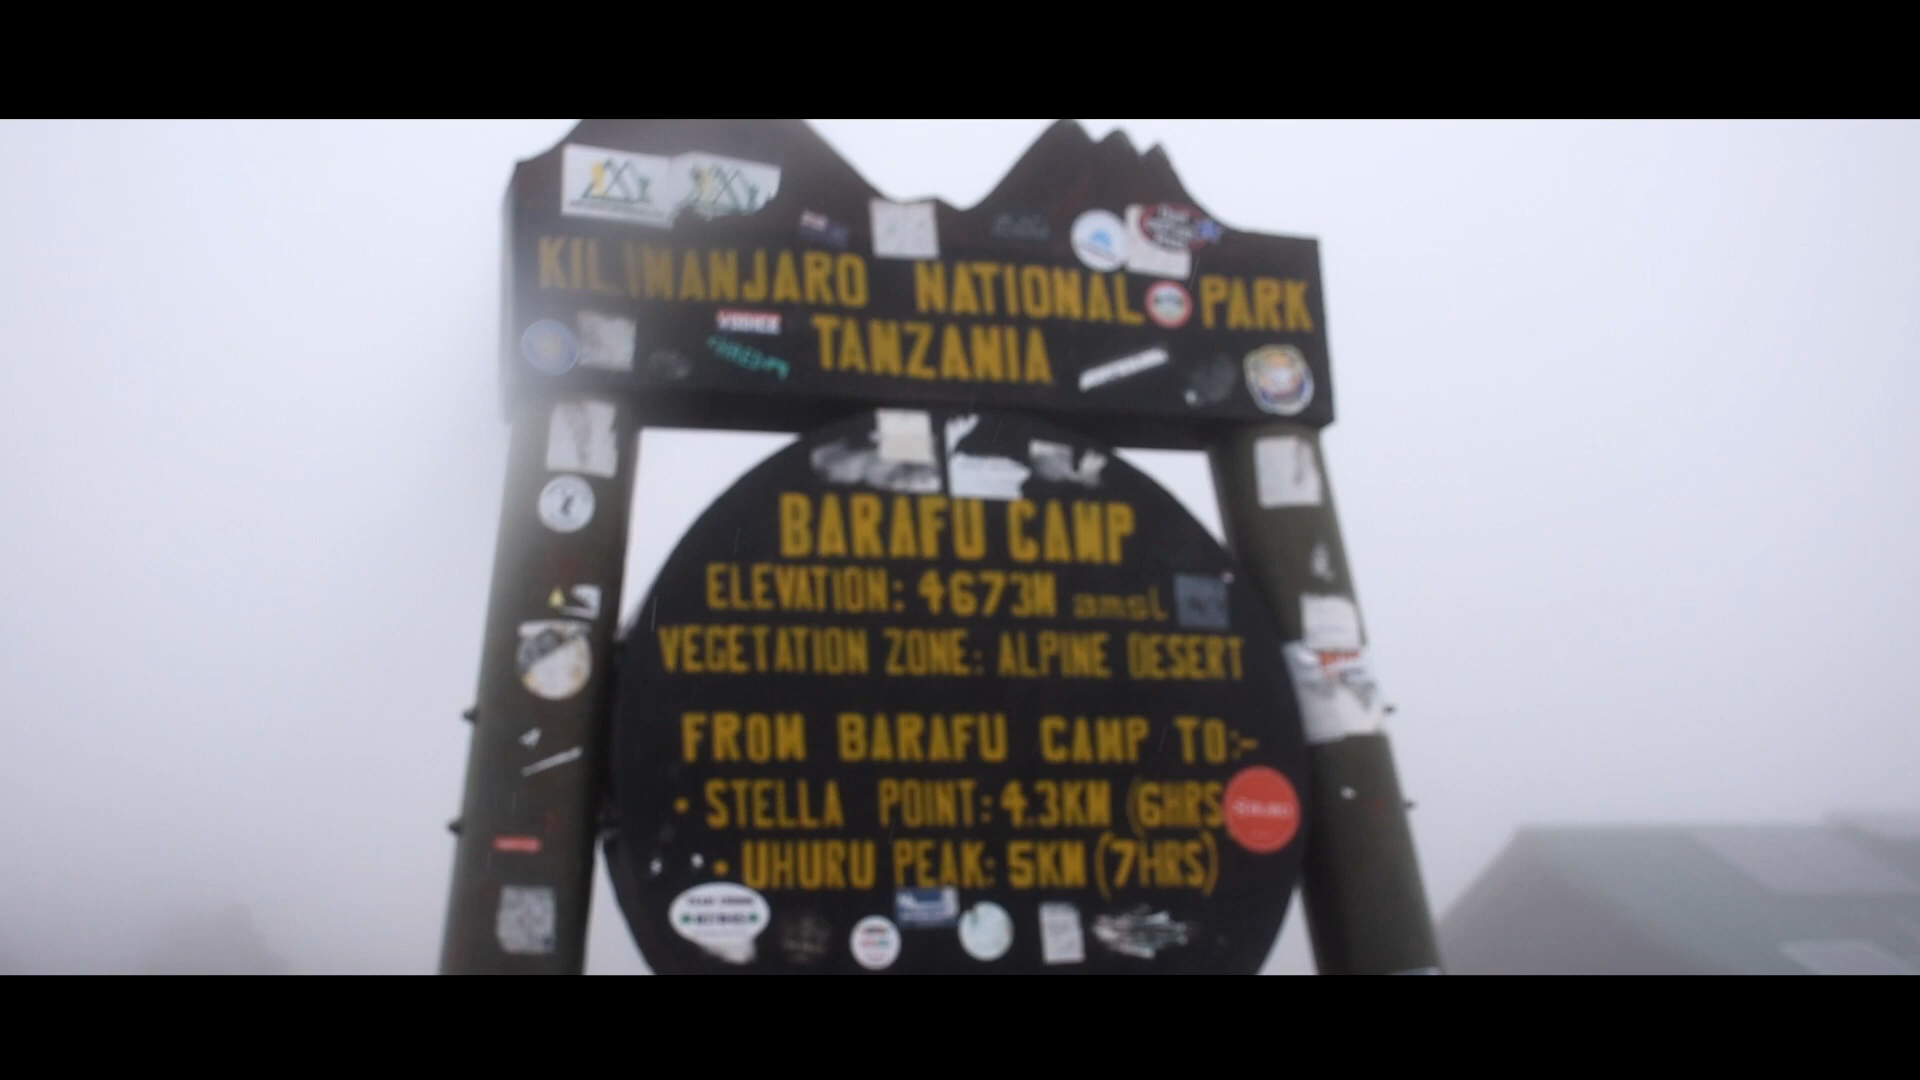 KILIMANJARO NATIONAL PARK
TANZANIA
BARAFU CAMP
ELEVATION: 4673M amsl
VEGETATION ZONE: ALPINE DESERT
FROM BARAFU CAMP TO:-
• STELLA POINT: 4.3KM (6HRS
• UHURU PEAK: 5KM (7HRS)